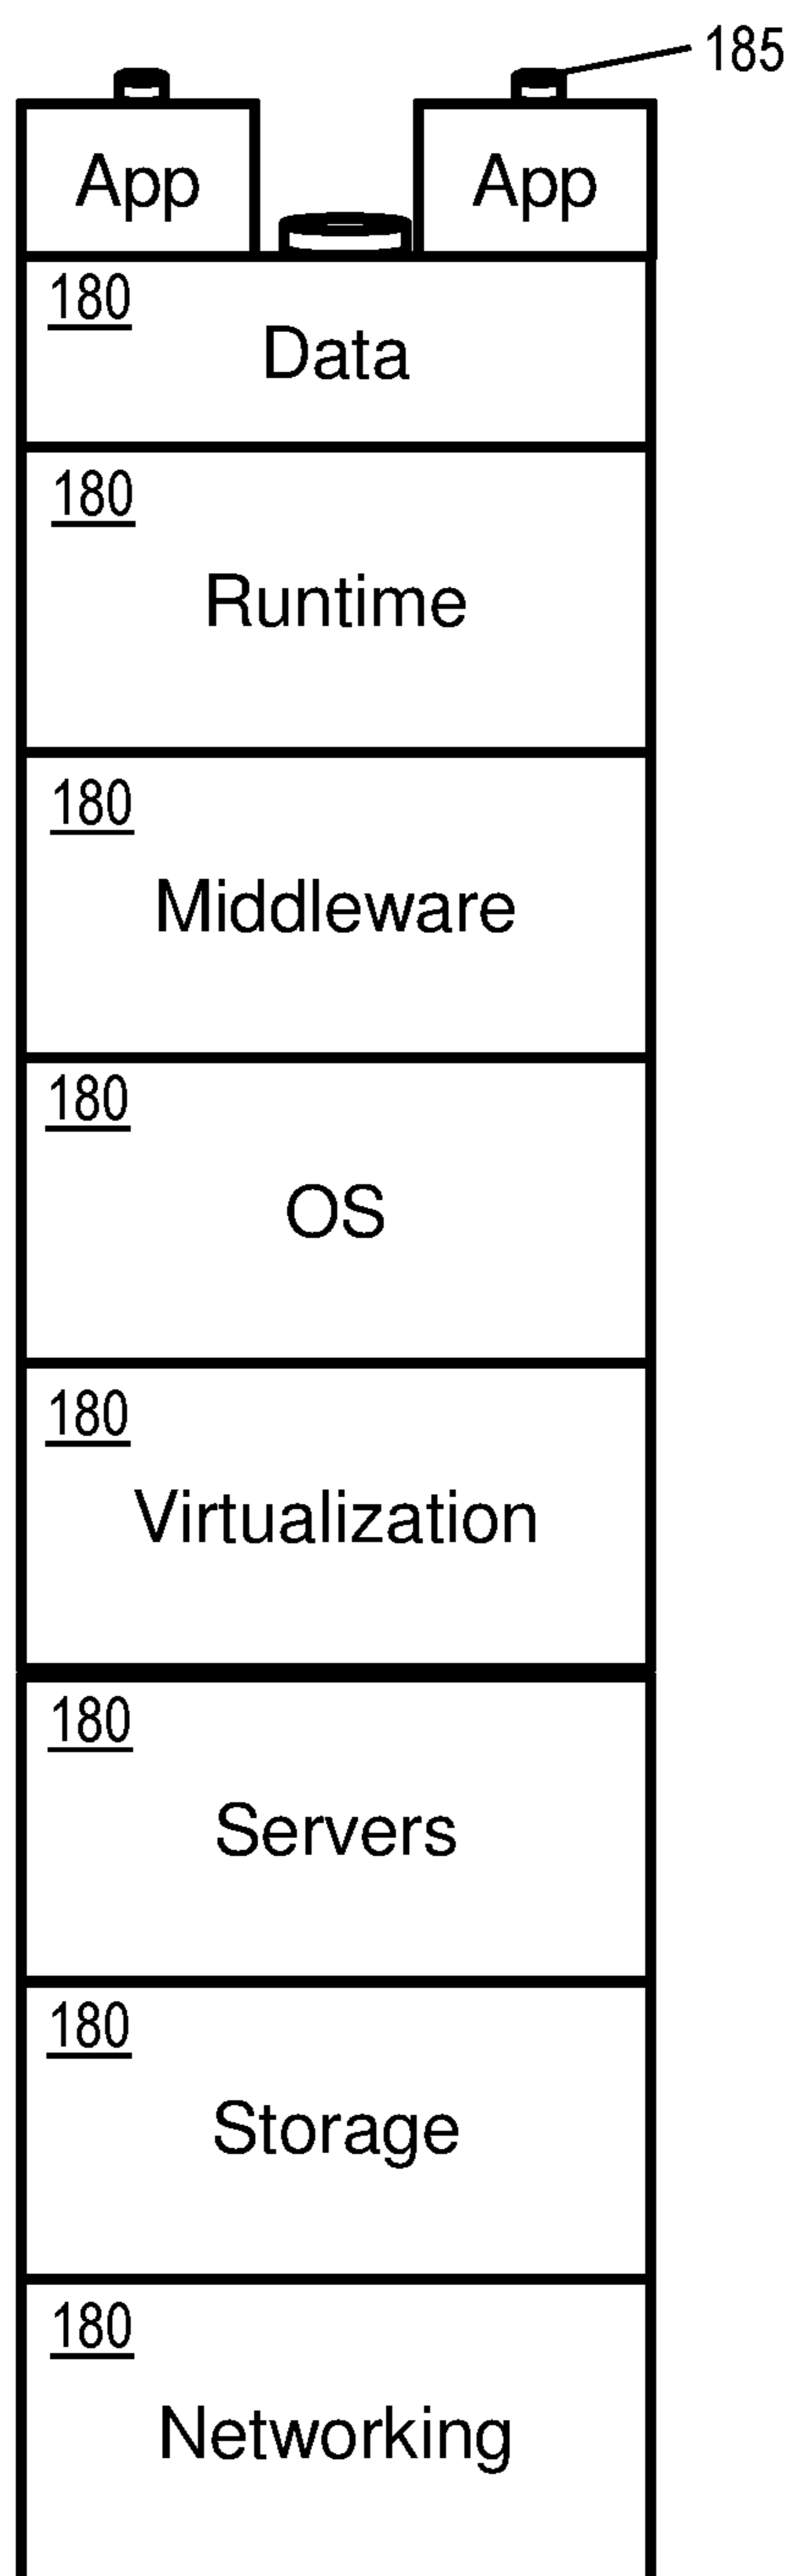 185
App App
180
Data
180
Runtime
180
Middleware
180
OS
180
Virtualization
180
Servers
180
Storage
180
Networking